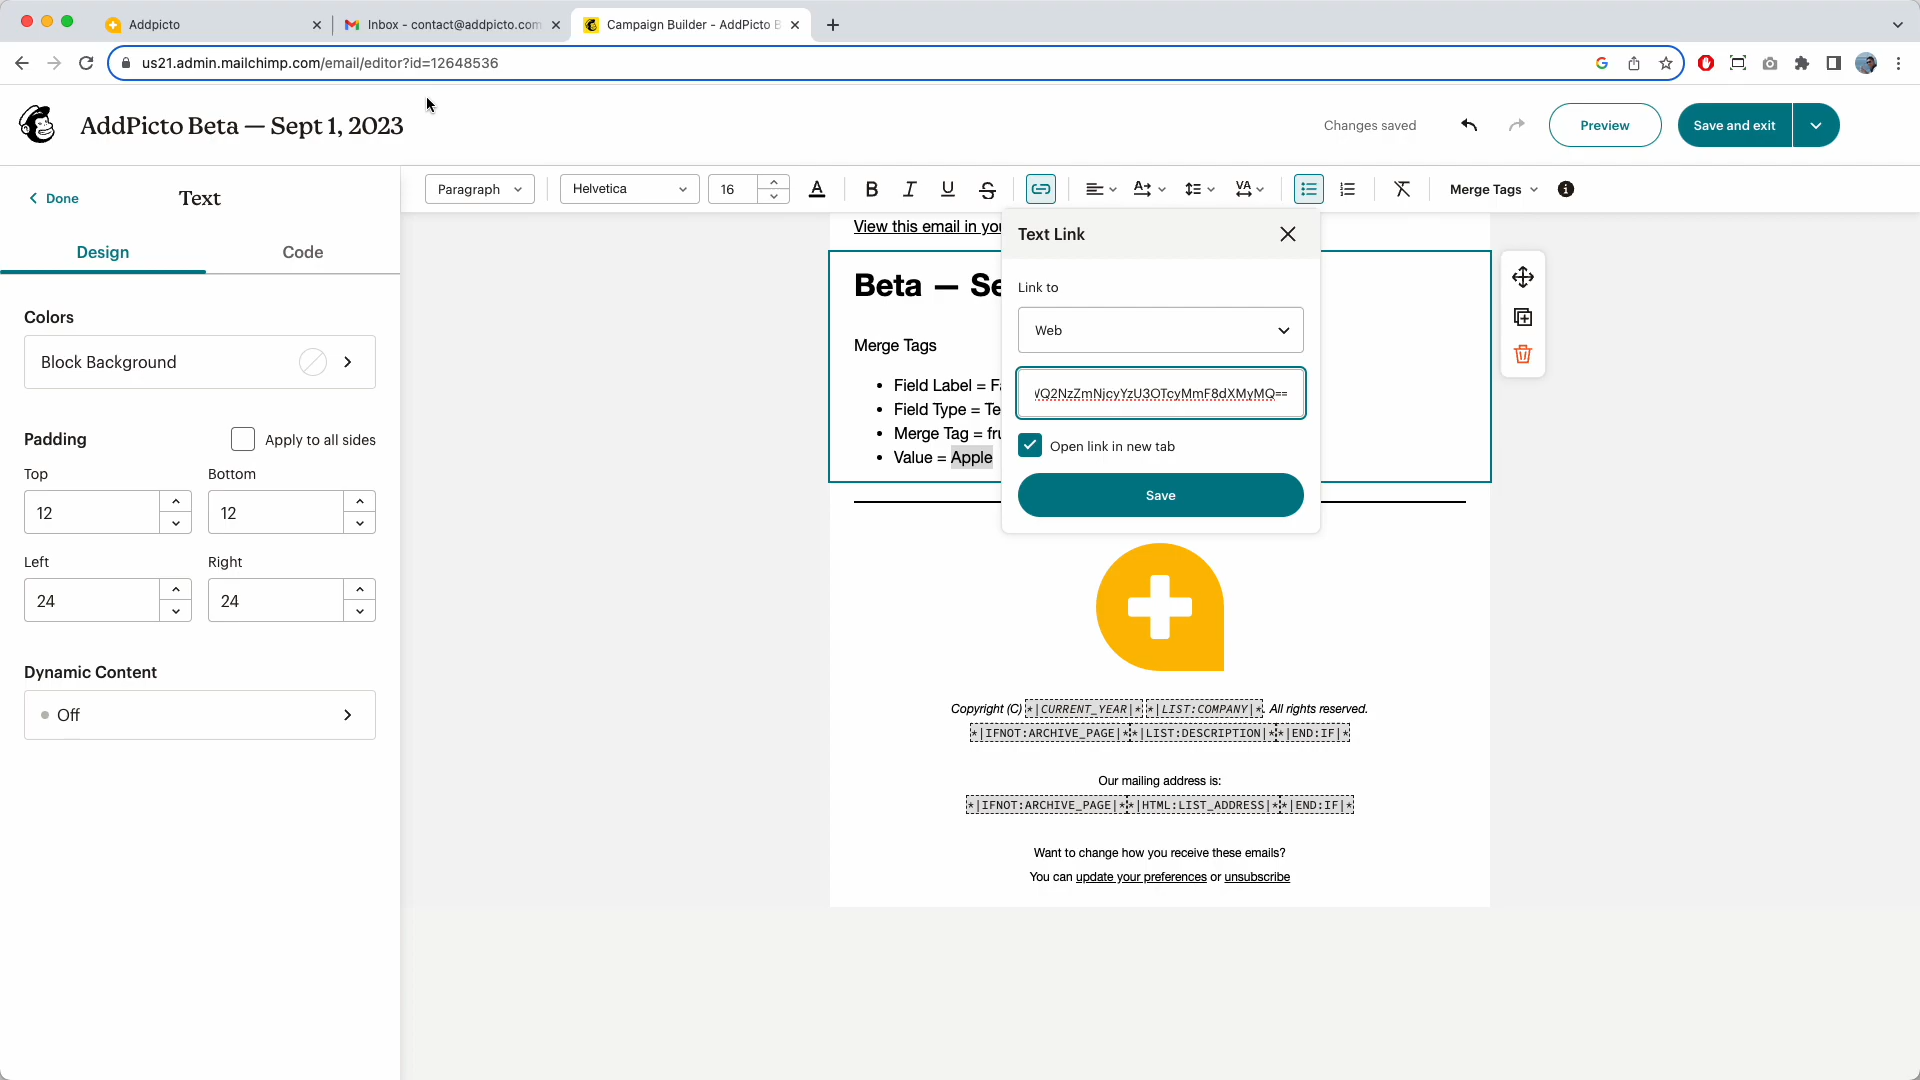 Addpicto
Inbox - contact@addpicto.com
Campaign Builder - AddPicto B
us21.admin.mailchimp.com/email/editor?id=12648536
AddPicto Beta — Sept 1, 2023
Changes saved
Preview
Save and exit
Done
Text
Paragraph
Helvetica
16
A
B
I
U
S
VA
Merge Tags
Design
Code
View this email in you
Text Link
Beta — Se
Link to
Web
Merge Tags
Field Label = F
Field Type = Te
Merge Tag = fru
Value = Apple
Q2NzZmNjcyYzU3OTcyMmF8dXMyMQ==
Open link in new tab
Save
Colors
Block Background
Padding
Apply to all sides
Top
Bottom
12
12
Left
Right
24
24
Dynamic Content
Off
Copyright (C) *|CURRENT_YEAR|* *|LIST:COMPANY|*. All rights reserved.
*|IFNOT:ARCHIVE_PAGE|* *|LIST:DESCRIPTION|* *|END:IF|*
Our mailing address is:
*|IFNOT:ARCHIVE_PAGE|* *|HTML:LIST_ADDRESS|* *|END:IF|*
Want to change how you receive these emails?
You can update your preferences or unsubscribe